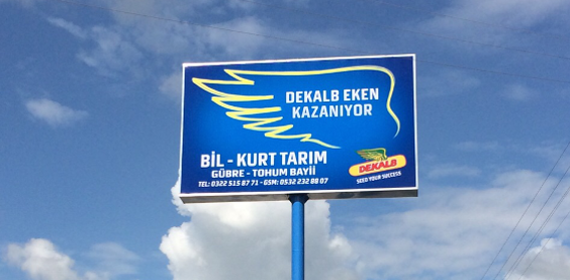 DEKALB EKEN
KAZANIYOR
BİL - KURT TARIM
GÜBRE - TOHUM BAYİİ
TEL: 0322 515 87 71 - GSM: 0532 232 88 07
DEKALB
SEED YOUR SUCCESS